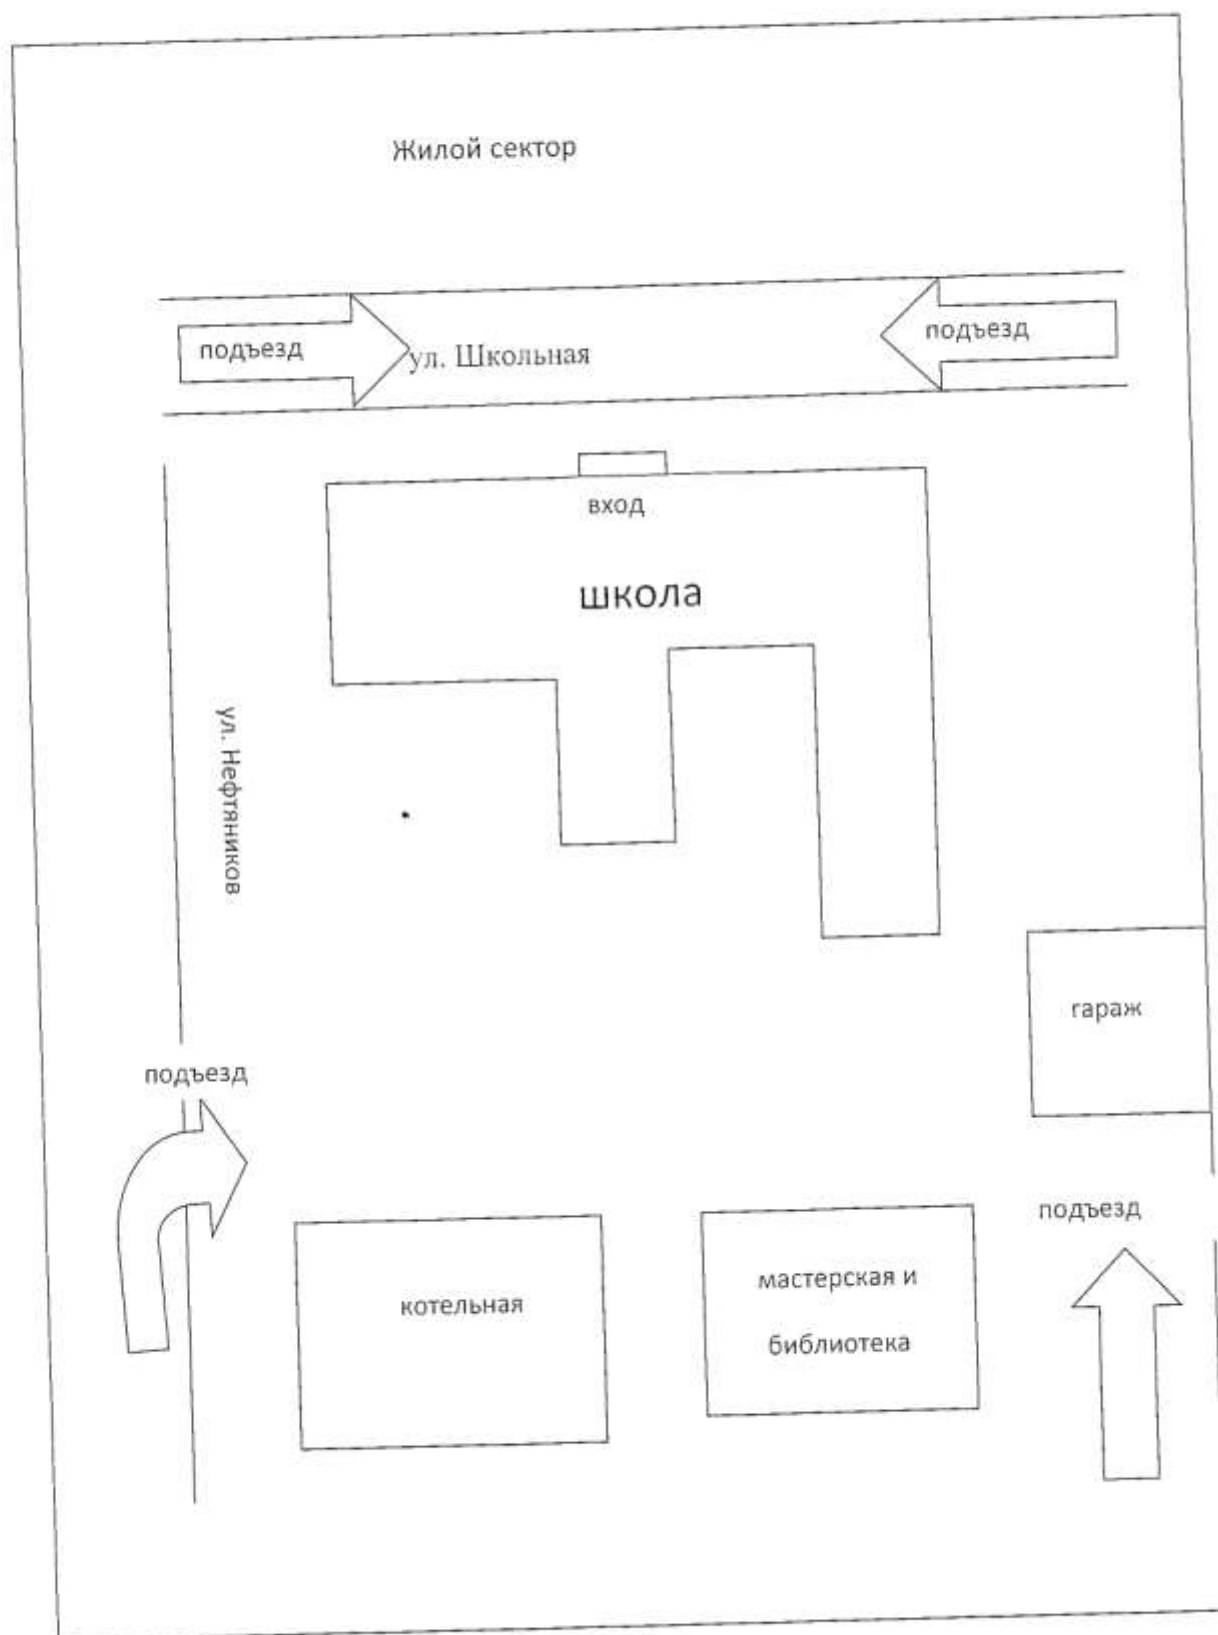 Жилой сектор
подъезд
ул. Школьная
подъезд
вход
школа
ул. Нефтяников
гараж
подъезд
подъезд
котельная
мастерская и
библиотека